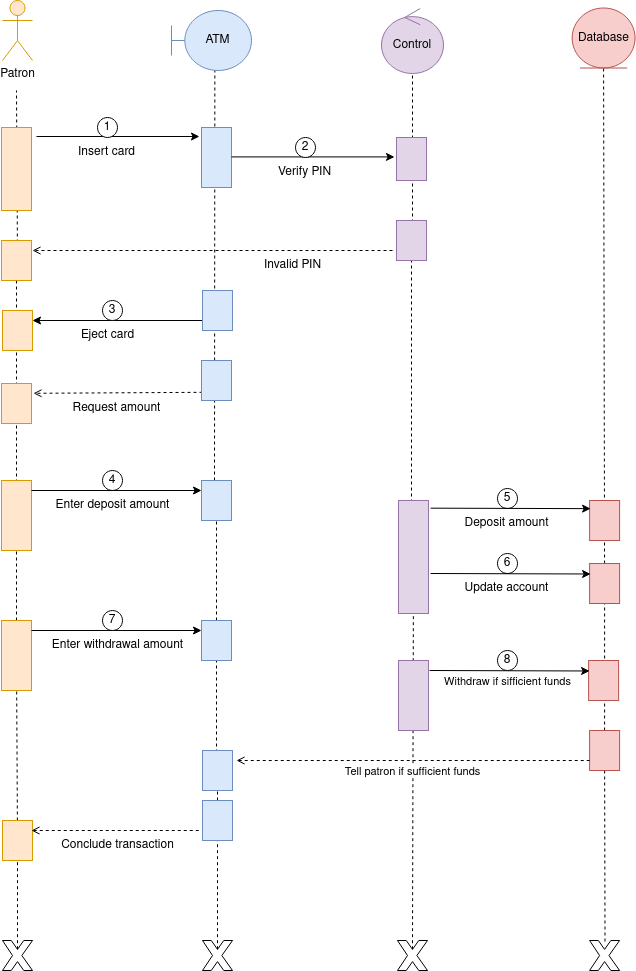 Patron
ATM
Control
Database
1
Insert card
2
Verify PIN
Invalid PIN
3
Eject card
Request amount
4
Enter deposit amount
5
Deposit amount
6
Update account
7
Enter withdrawal amount
8
Withdraw if sifficient funds
Tell patron if sufficient funds
Conclude transaction